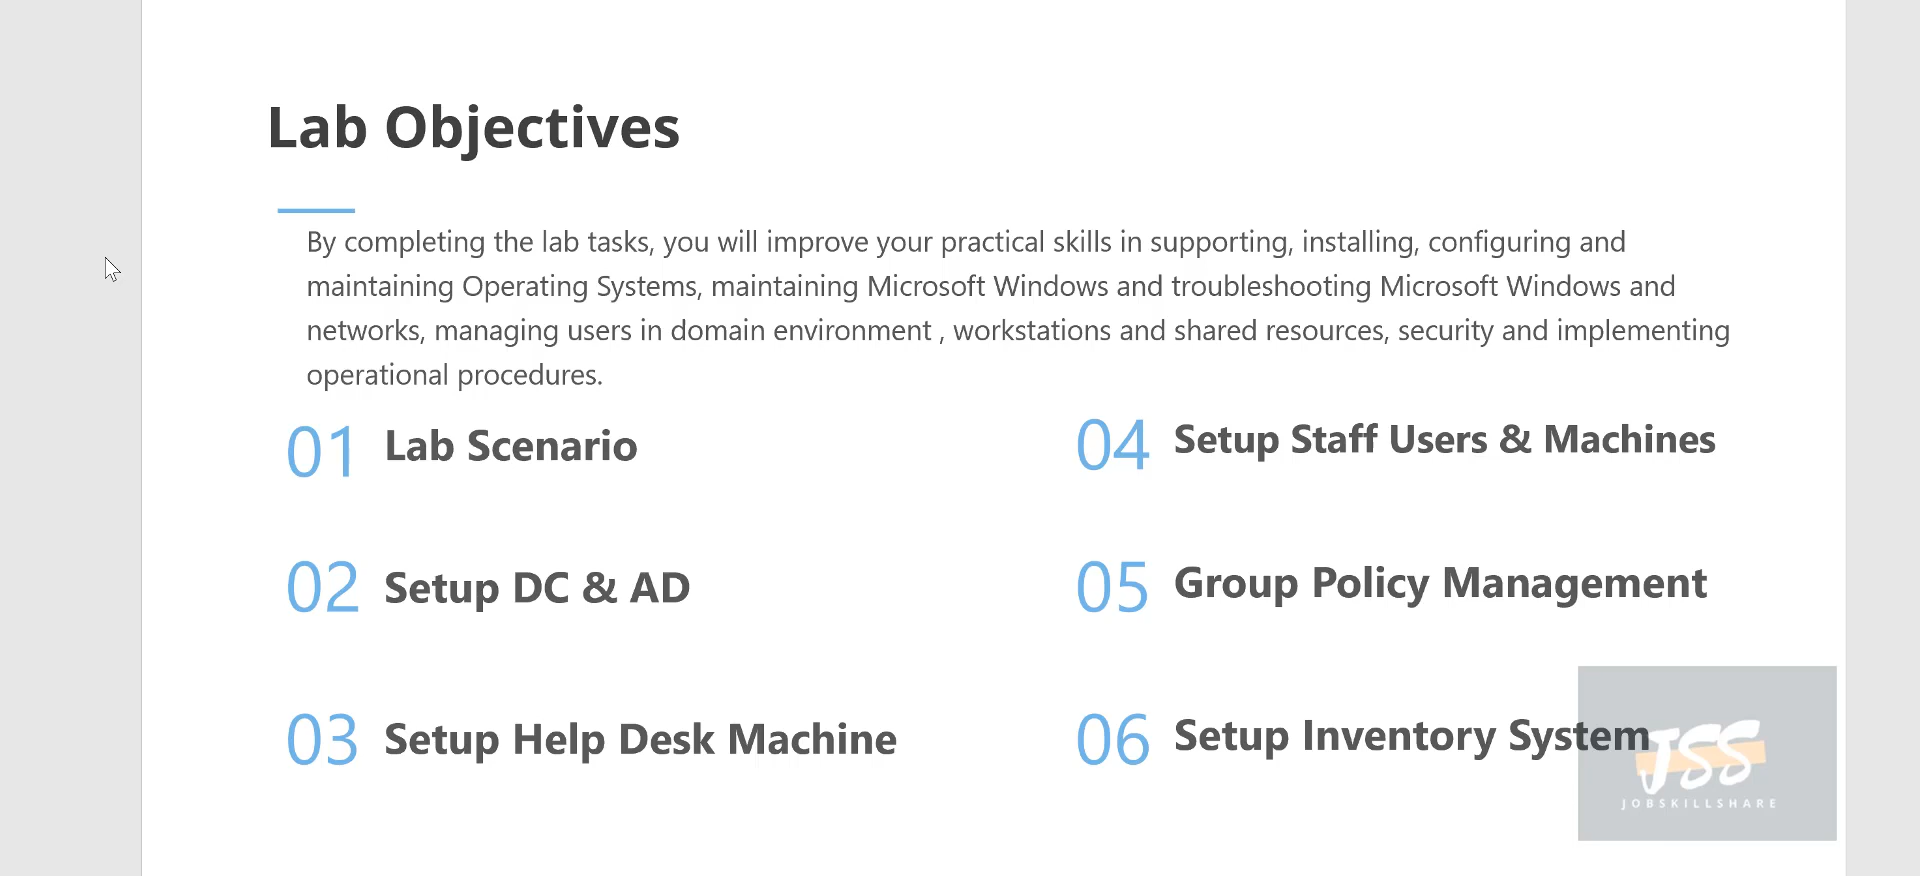 Lab Objectives
By completing the lab tasks, you will improve your practical skills in supporting, installing, configuring and
maintaining Operating Systems, maintaining Microsoft Windows and troubleshooting Microsoft Windows and
networks, managing users in domain environment , workstations and shared resources, security and implementing
operational procedures.
01 Lab Scenario
02 Setup DC & AD
03 Setup Help Desk Machine
04 Setup Staff Users & Machines
05 Group Policy Management
06 Setup Inventory System
JSS
JOBSKILLSHARE